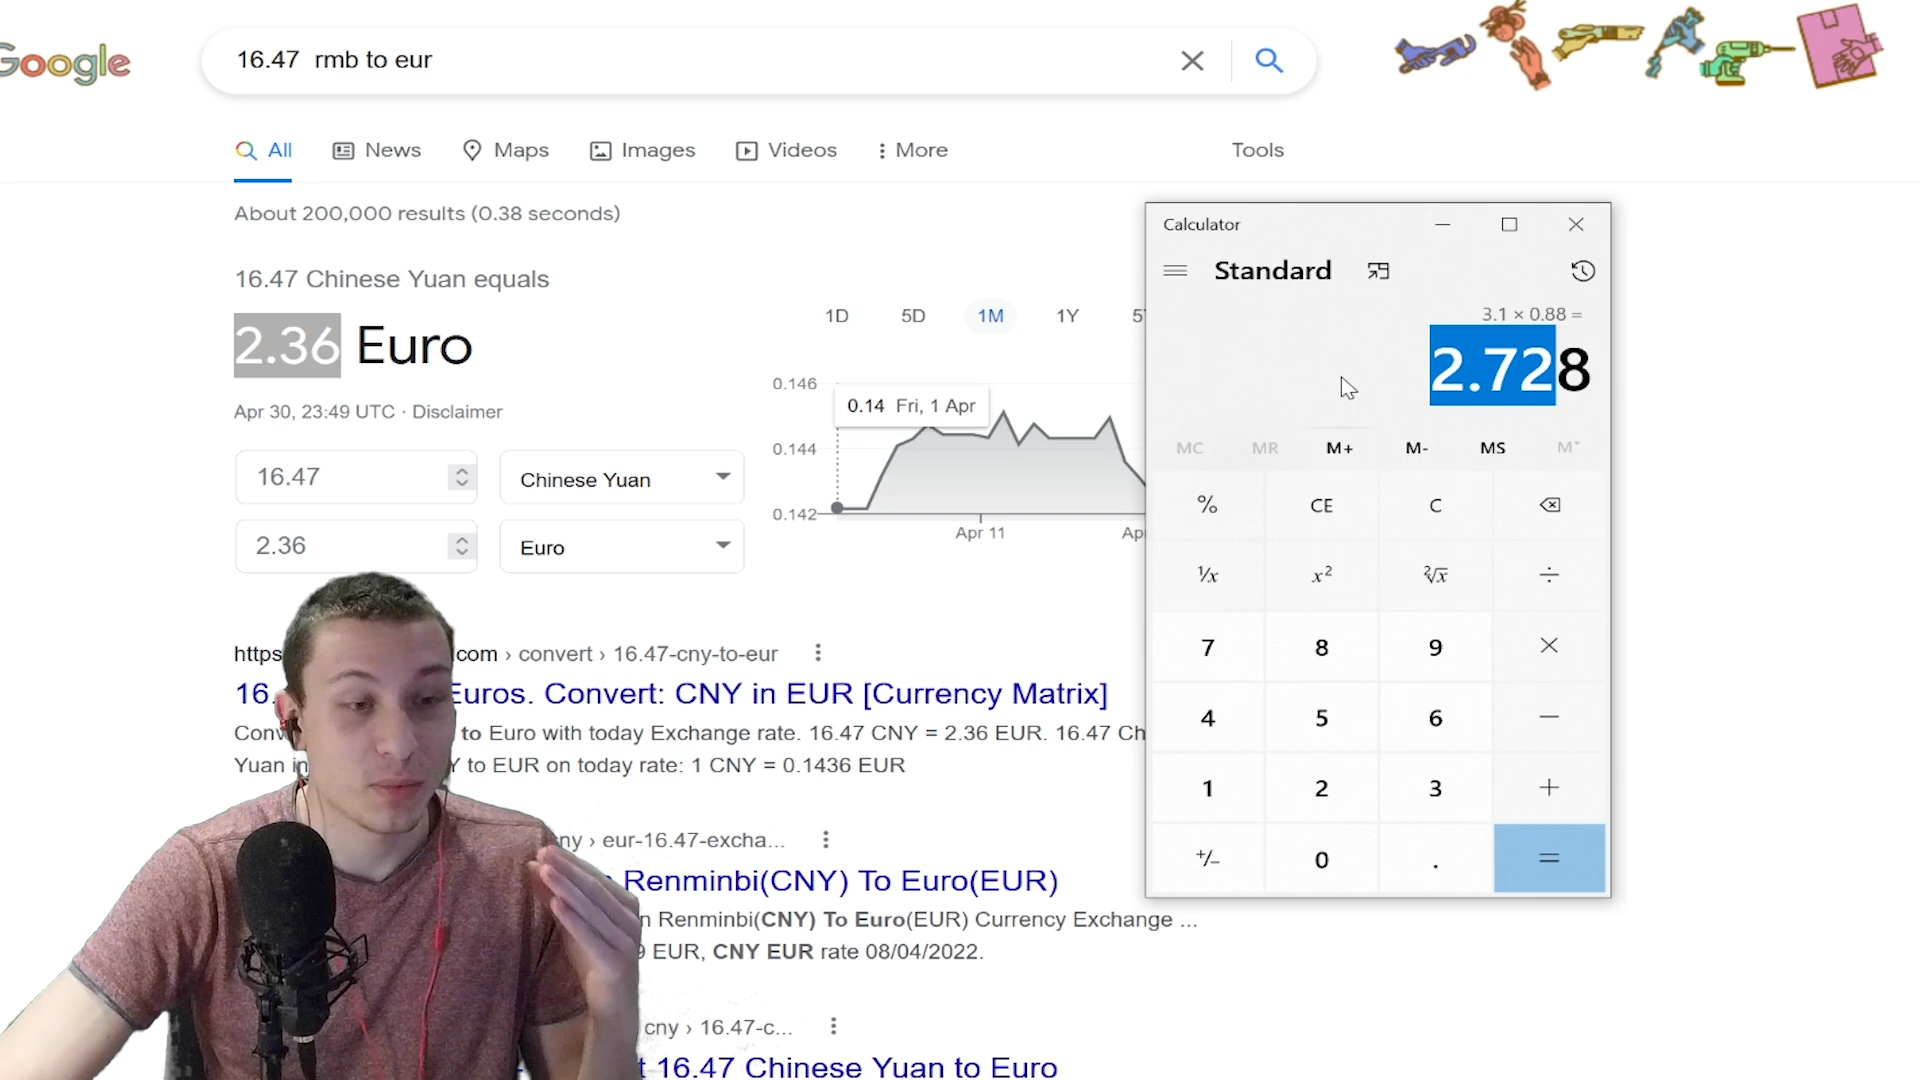 Google
16.47 rmb to eur
All News Maps Images Videos More Tools
About 200,000 results (0.38 seconds)
16.47 Chinese Yuan equals
2.36 Euro
Apr 30, 23:49 UTC · Disclaimer
16.47 Chinese Yuan
2.36 Euro
1D 5D 1M 1Y
0.146
0.14 Fri, 1 Apr
0.144
0.142
Apr 11
https
com › convert › 16.47-cny-to-eur
16. Euros. Convert: CNY in EUR [Currency Matrix]
to Euro with today Exchange rate. 16.47 CNY = 2.36 EUR. 16.47
Yuan in to EUR on today rate: 1 CNY = 0.1436 EUR
› eur-16.47-excha...
Renminbi(CNY) To Euro(EUR)
Renminbi(CNY) To Euro(EUR) Currency Exchange ...
EUR, CNY EUR rate 08/04/2022.
cny › 16.47-c...
16.47 Chinese Yuan to Euro
Calculator
Standard
3.1 × 0.88 =
2.728
MC MR M+ M- MS M˅
% CE C
¹/x x² ²√x ÷
7 8 9 ×
4 5 6 −
1 2 3 +
+/− 0 . =